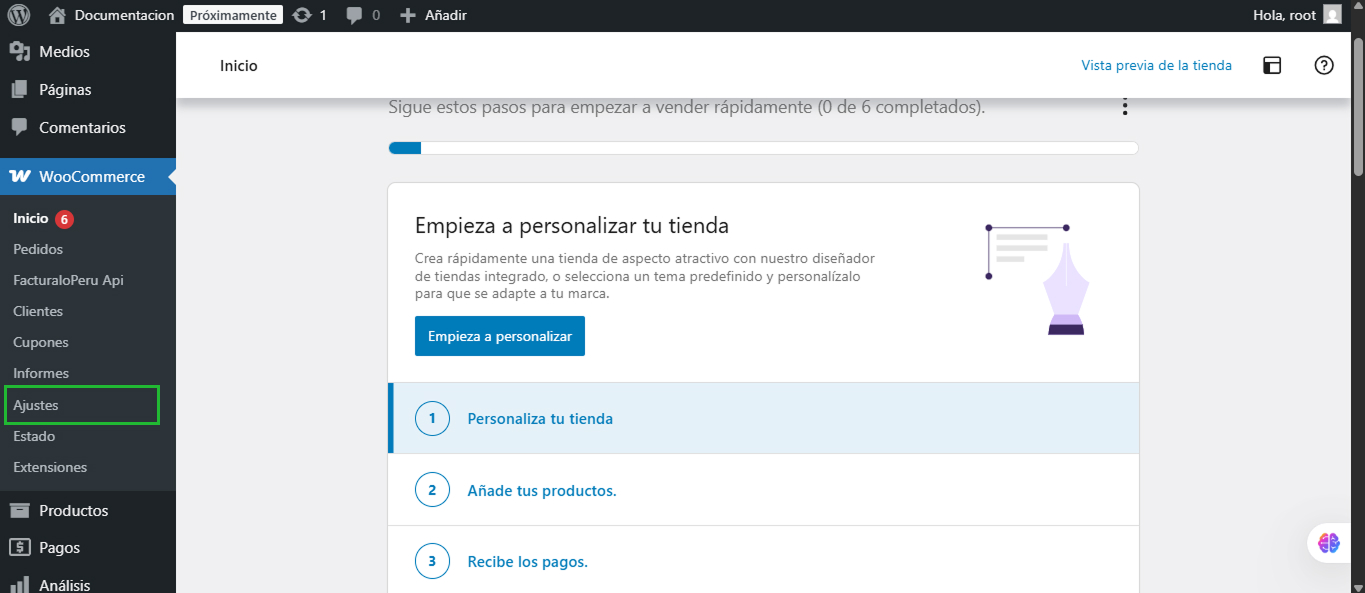 Documentacion Próximamente 1 0 Añadir Hola, root
Medios
Páginas
Comentarios
WooCommerce
Inicio 6
Pedidos
FacturaloPeru Api
Clientes
Cupones
Informes
Ajustes
Estado
Extensiones
Productos
Pagos
Análisis
Inicio
Vista previa de la tienda
Sigue estos pasos para empezar a vender rápidamente (0 de 6 completados).
Empieza a personalizar tu tienda
Crea rápidamente una tienda de aspecto atractivo con nuestro diseñador
de tiendas integrado, o selecciona un tema predefinido y personalízalo
para que se adapte a tu marca.
Empieza a personalizar
1 Personaliza tu tienda
2 Añade tus productos.
3 Recibe los pagos.